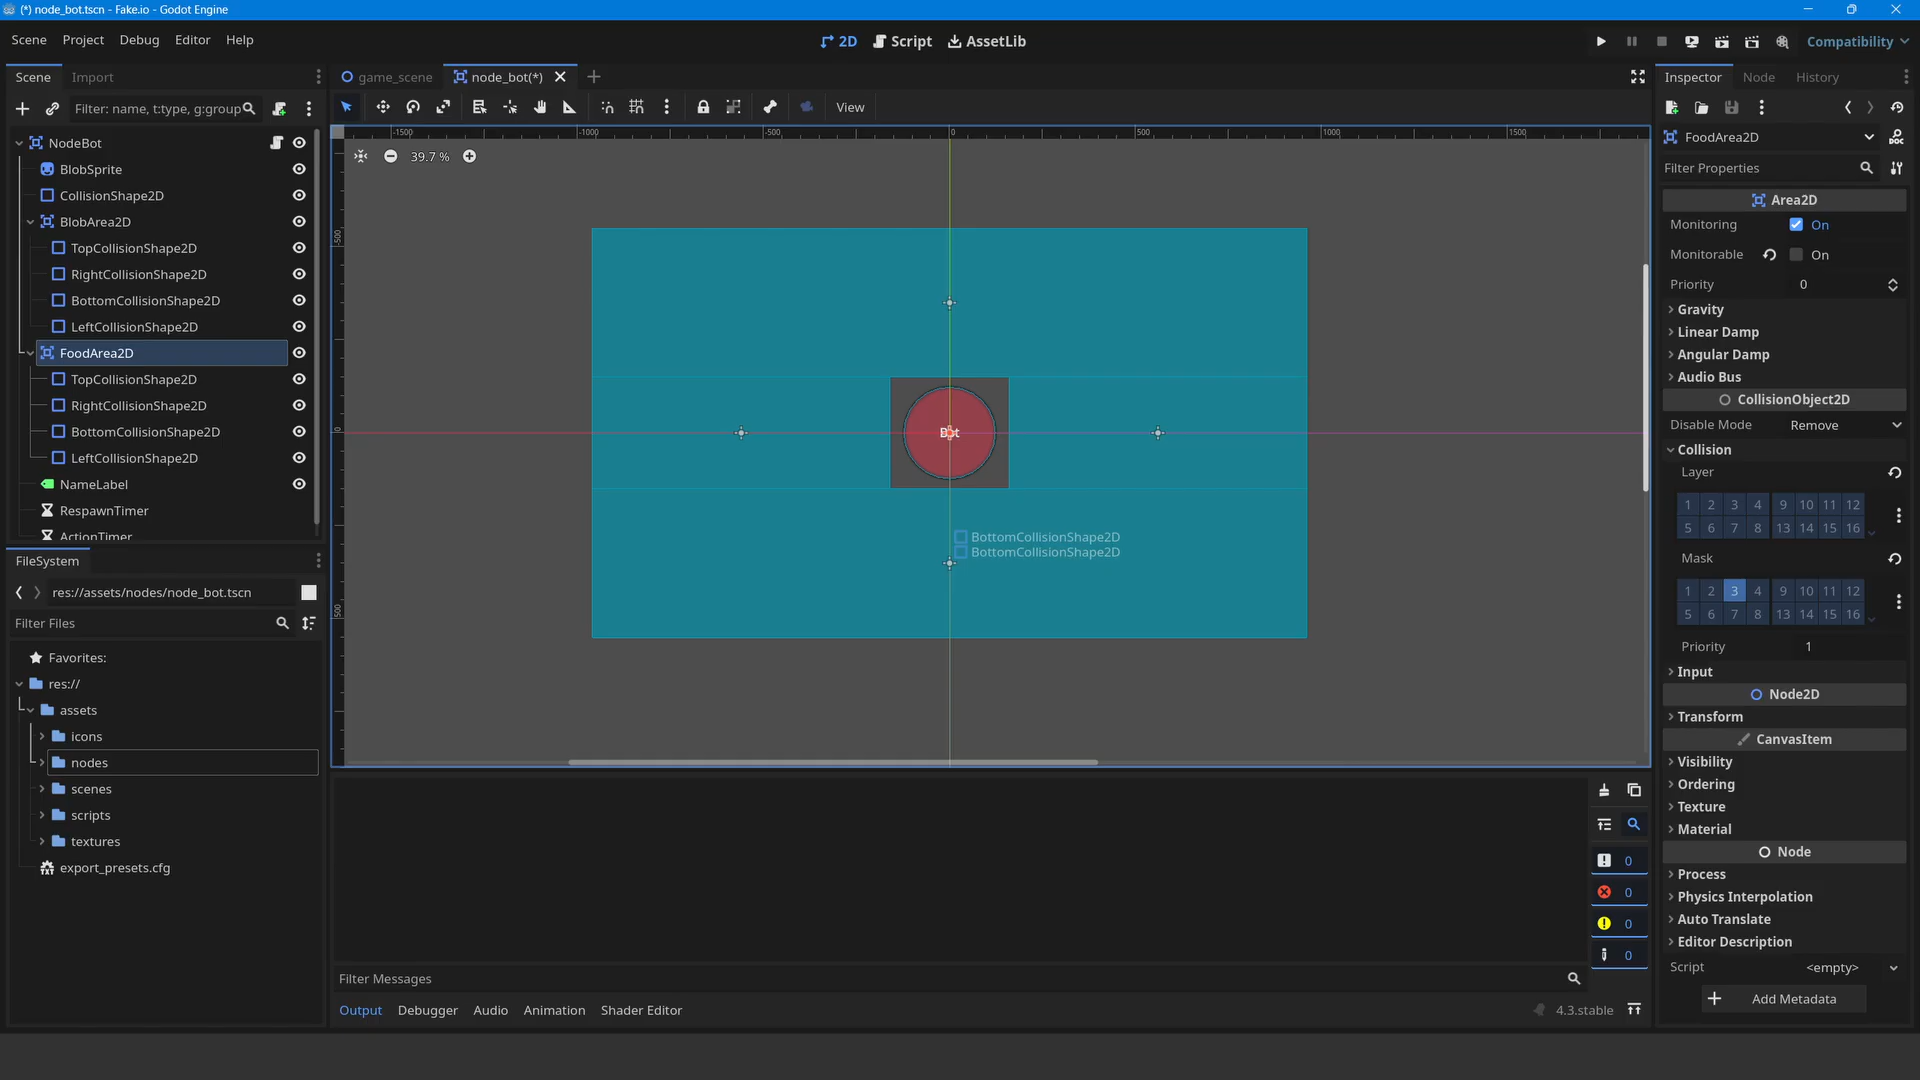 (*) node_bot.tscn - Fake.io - Godot Engine
Scene Project Debug Editor Help
2D Script AssetLib
Compatibility
Scene Import
Filter: name, t:type, g:group
NodeBot
BlobSprite
CollisionShape2D
BlobArea2D
TopCollisionShape2D
RightCollisionShape2D
BottomCollisionShape2D
LeftCollisionShape2D
FoodArea2D
TopCollisionShape2D
RightCollisionShape2D
BottomCollisionShape2D
LeftCollisionShape2D
NameLabel
RespawnTimer
ActionTimer
FileSystem
res://assets/nodes/node_bot.tscn
Filter Files
Favorites:
res://
assets
icons
nodes
scenes
scripts
textures
export_presets.cfg
game_scene node_bot(*)
View
-1500 -1000 -500 0 500 1000 1500
-500
0
500
39.7 %
Bot
BottomCollisionShape2D
BottomCollisionShape2D
0
0
0
0
Filter Messages
Output Debugger Audio Animation Shader Editor
4.3.stable
Inspector Node History
FoodArea2D
Filter Properties
Area2D
Monitoring On
Monitorable On
Priority 0
Gravity
Linear Damp
Angular Damp
Audio Bus
CollisionObject2D
Disable Mode Remove
Collision
Layer
1 2 3 4 9 10 11 12
5 6 7 8 13 14 15 16
Mask
1 2 3 4 9 10 11 12
5 6 7 8 13 14 15 16
Priority 1
Input
Node2D
Transform
CanvasItem
Visibility
Ordering
Texture
Material
Node
Process
Physics Interpolation
Auto Translate
Editor Description
Script <empty>
Add Metadata